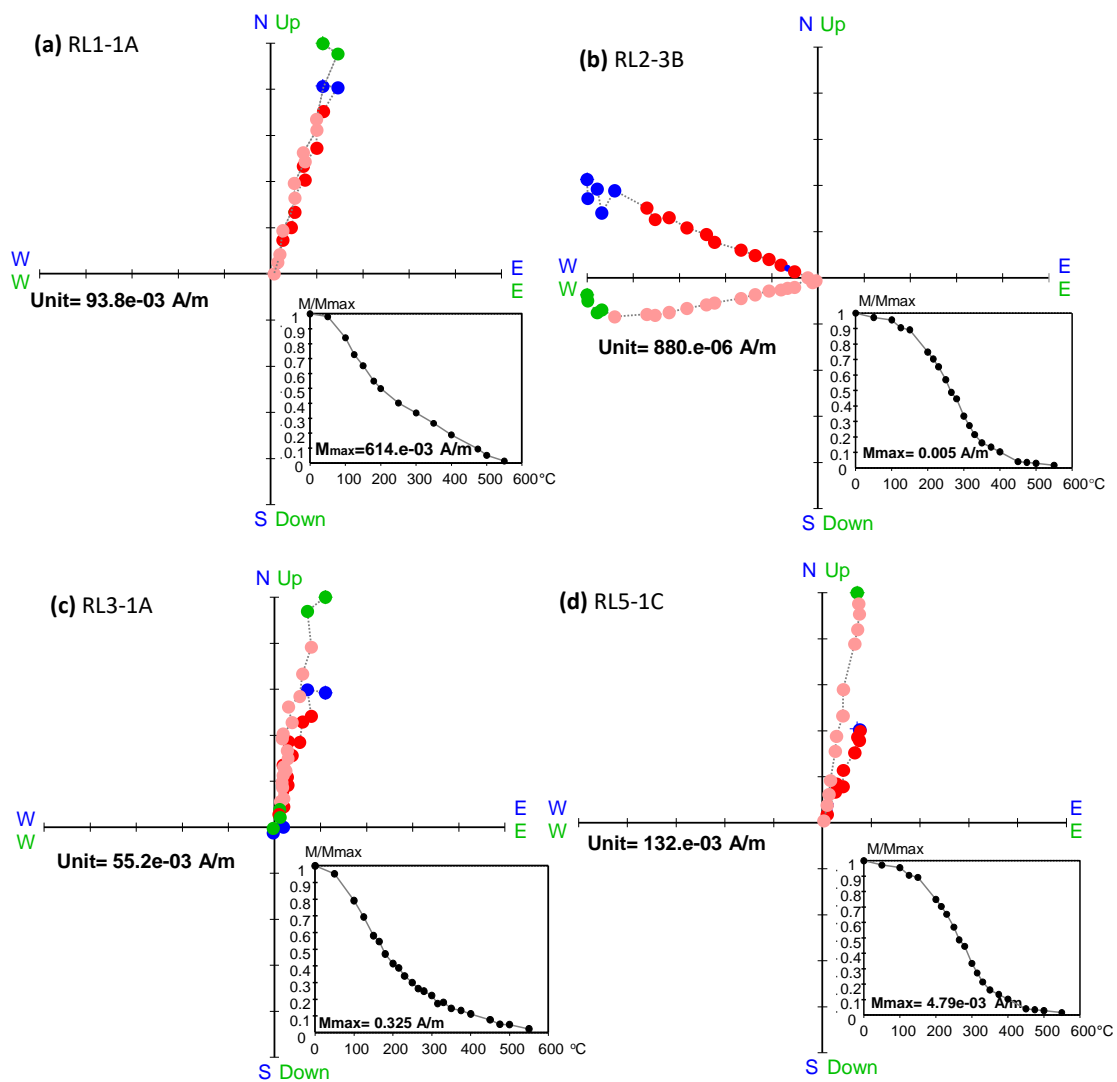 (a) RL1-1A
N Up
W
W
E
E
Unit= 93.8e-03 A/m
M/Mmax
1
0.9
0.8
0.7
0.6
0.5
0.4
0.3
0.2
0.1
0
Mmax=614.e-03 A/m
0 100 200 300 400 500 600°C
S Down
(b) RL2-3B
N Up
W
W
E
E
Unit= 880.e-06 A/m
M/Mmax
1
0.9
0.8
0.7
0.6
0.5
0.4
0.3
0.2
0.1
0
Mmax= 0.005 A/m
0 100 200 300 400 500 600°C
S Down
(c) RL3-1A
N Up
W
W
E
E
Unit= 55.2e-03 A/m
M/Mmax
1
0.9
0.8
0.7
0.6
0.5
0.4
0.3
0.2
0.1
0
Mmax= 0.325 A/m
0 100 200 300 400 500 600°C
S Down
(d) RL5-1C
N Up
W
W
E
E
Unit= 132.e-03 A/m
M/Mmax
1
0.9
0.8
0.7
0.6
0.5
0.4
0.3
0.2
0.1
0
Mmax= 4.79e-03 A/m
0 100 200 300 400 500 600°C
S Down